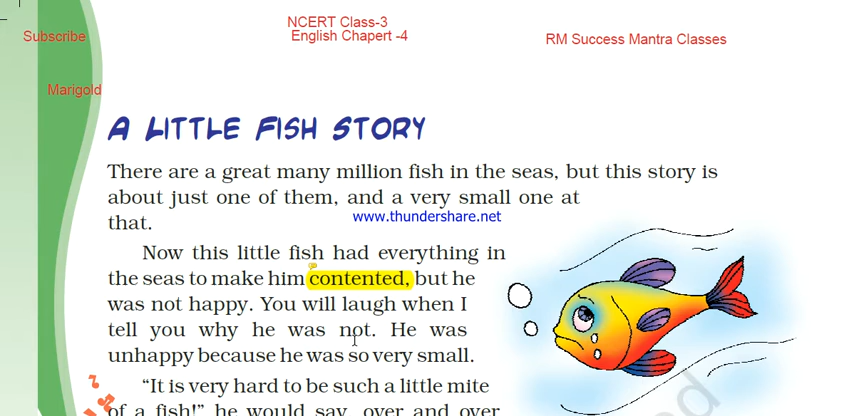 NCERT Class-3
Subscribe
English Chapert -4
RM Success Mantra Classes
Marigold
A LITTLE FISH STORY
There are a great many million fish in the seas, but this story is
about just one of them, and a very small one at
that.
www.thundershare.net
Now this little fish had everything in
the seas to make him contented, but he
was not happy. You will laugh when I
tell you why he was not. He was
unhappy because he was so very small.
“It is very hard to be such a little mite
of a fish!” he would say, over and over